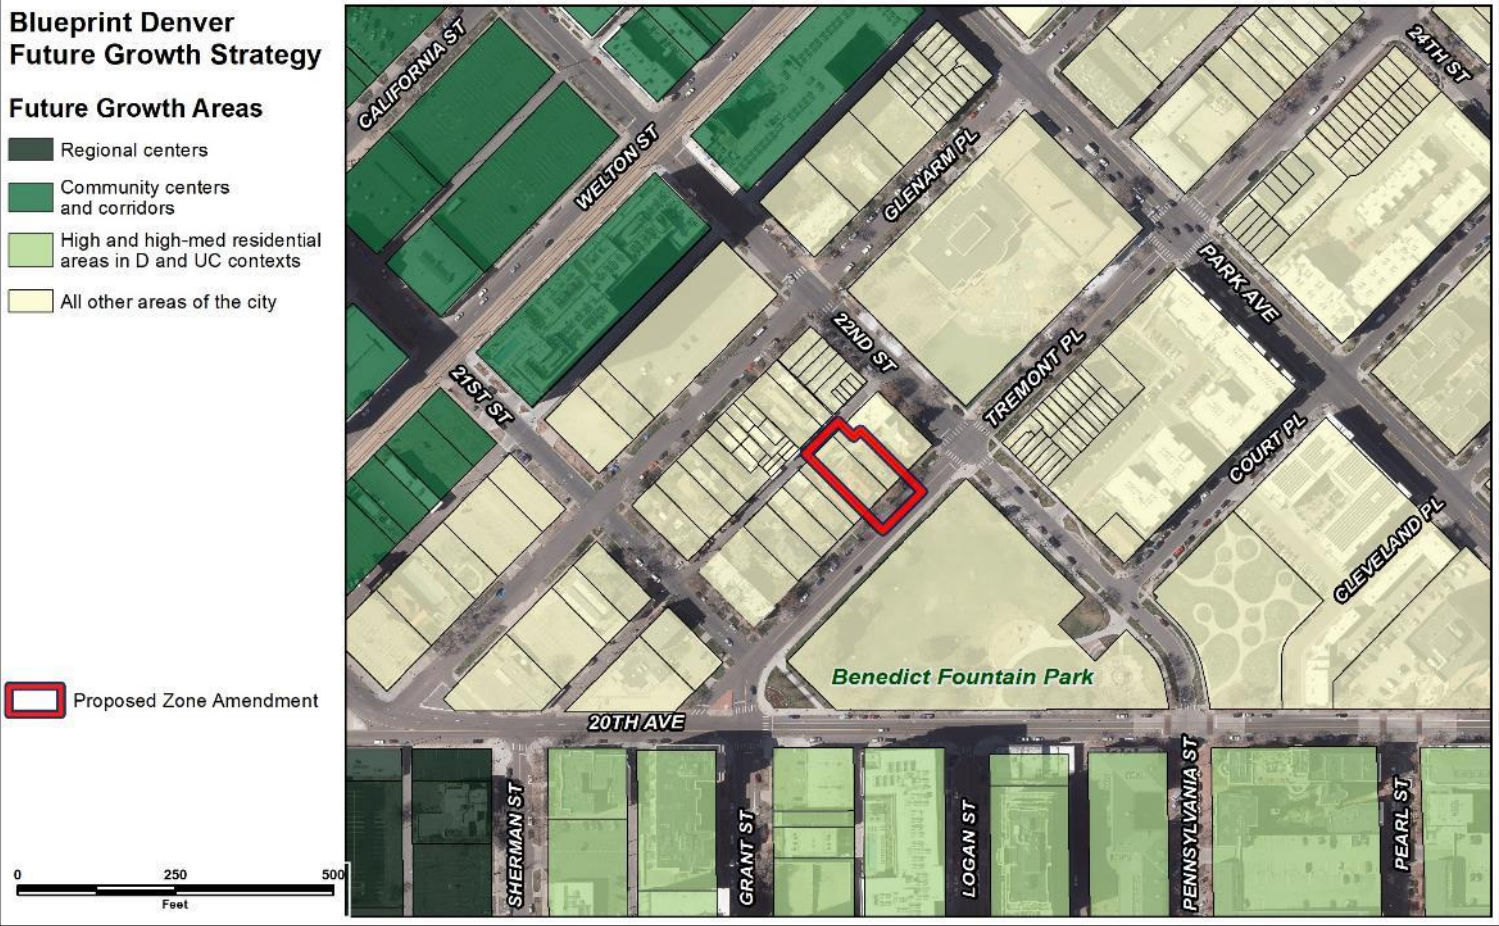 Blueprint Denver
Future Growth Strategy
Future Growth Areas
Regional centers
Community centers
and corridors
High and high-med residential
areas in D and UC contexts
All other areas of the city
Proposed Zone Amendment
0 250 500
Feet
CALIFORNIA ST
WELTON ST
GLENARM PL
24TH ST
PARK AVE
22ND ST
TREMONT PL
21ST ST
COURT PL
CLEVELAND PL
Benedict Fountain Park
20TH AVE
SHERMAN ST
GRANT ST
LOGAN ST
PENNSYLVANIA ST
PEARL ST